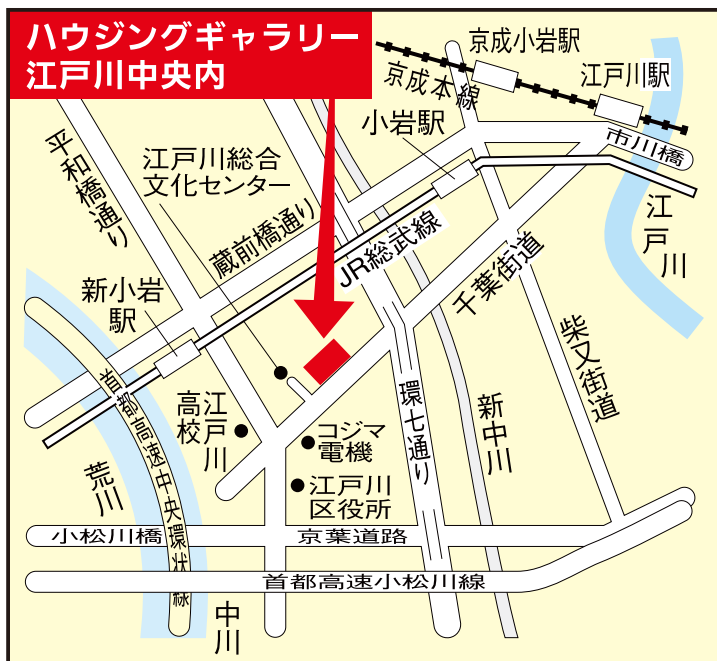 ハウジングギャラリー
江戸川中央内
京成小岩駅
京成本線
江戸川駅
小岩駅
市川橋
平和橋通り
江戸川総合
文化センター
蔵前橋通り
JR総武線
江戸川
千葉街道
新小岩
駅
柴又街道
首都高速中央環状線
江戸川
高校
コジマ
電機
環七通り
新中川
荒川
江戸川
区役所
小松川橋
京葉道路
首都高速小松川線
中川